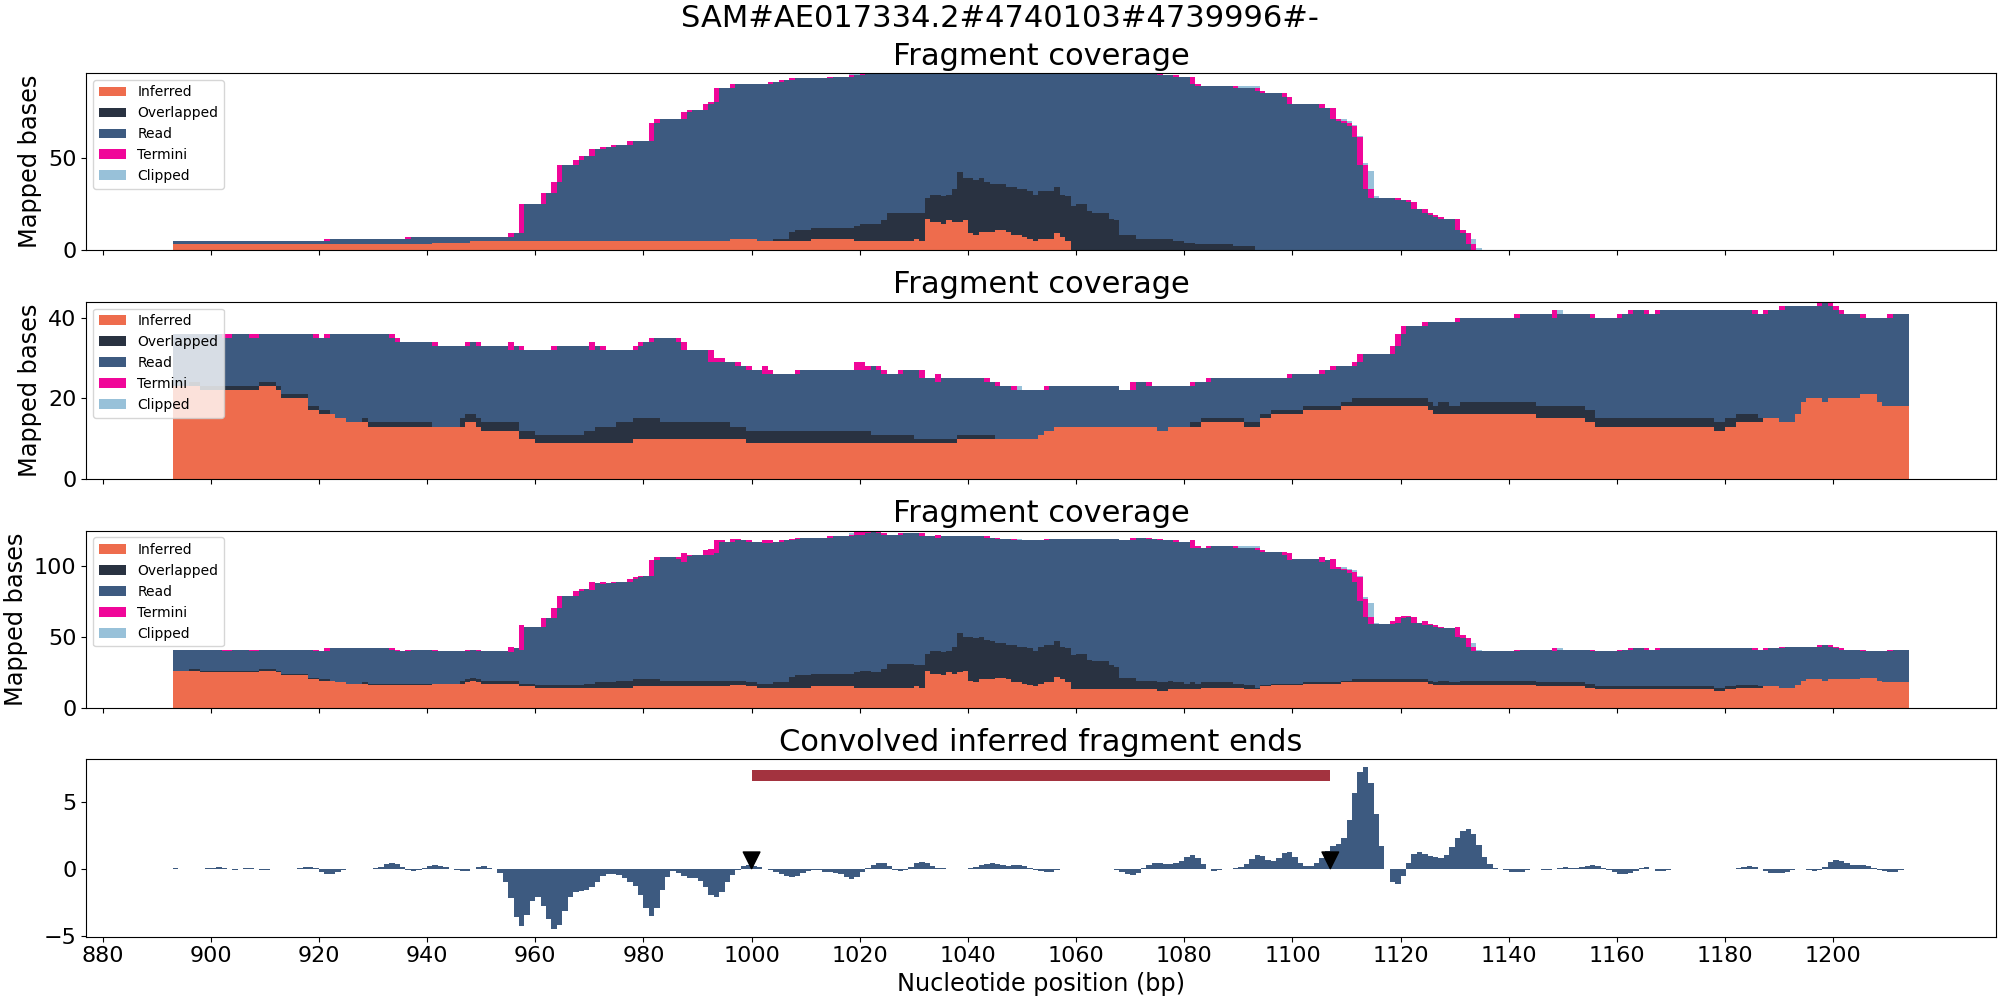 SAM#AE017334.2#4740103#4739996#-
Fragment coverage
Mapped bases
50
0
Inferred
Overlapped
Read
Termini
Clipped
Fragment coverage
Mapped bases
40
20
0
Inferred
Overlapped
Read
Termini
Clipped
Fragment coverage
Mapped bases
100
50
0
Inferred
Overlapped
Read
Termini
Clipped
Convolved inferred fragment ends
5
0
−5
880 900 920 940 960 980 1000 1020 1040 1060 1080 1100 1120 1140 1160 1180 1200
Nucleotide position (bp)